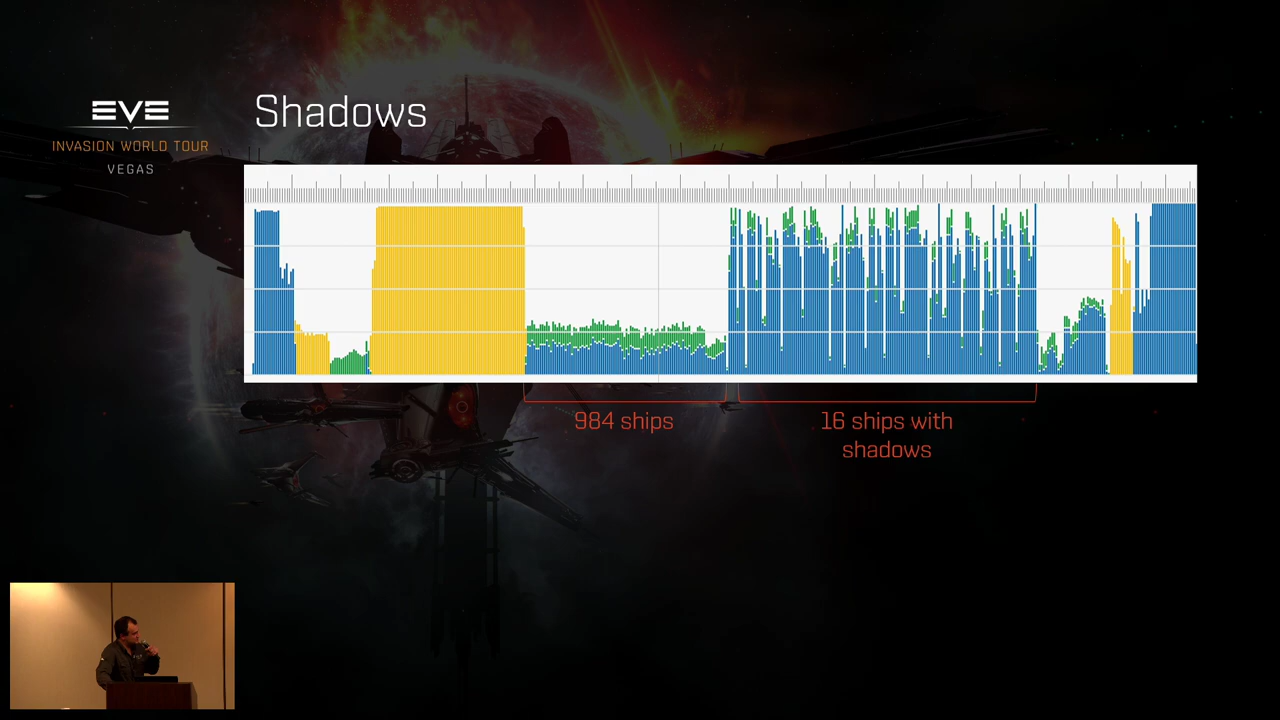 EVE
INVASION WORLD TOUR
VEGAS
Shadows
984 ships
16 ships with
shadows